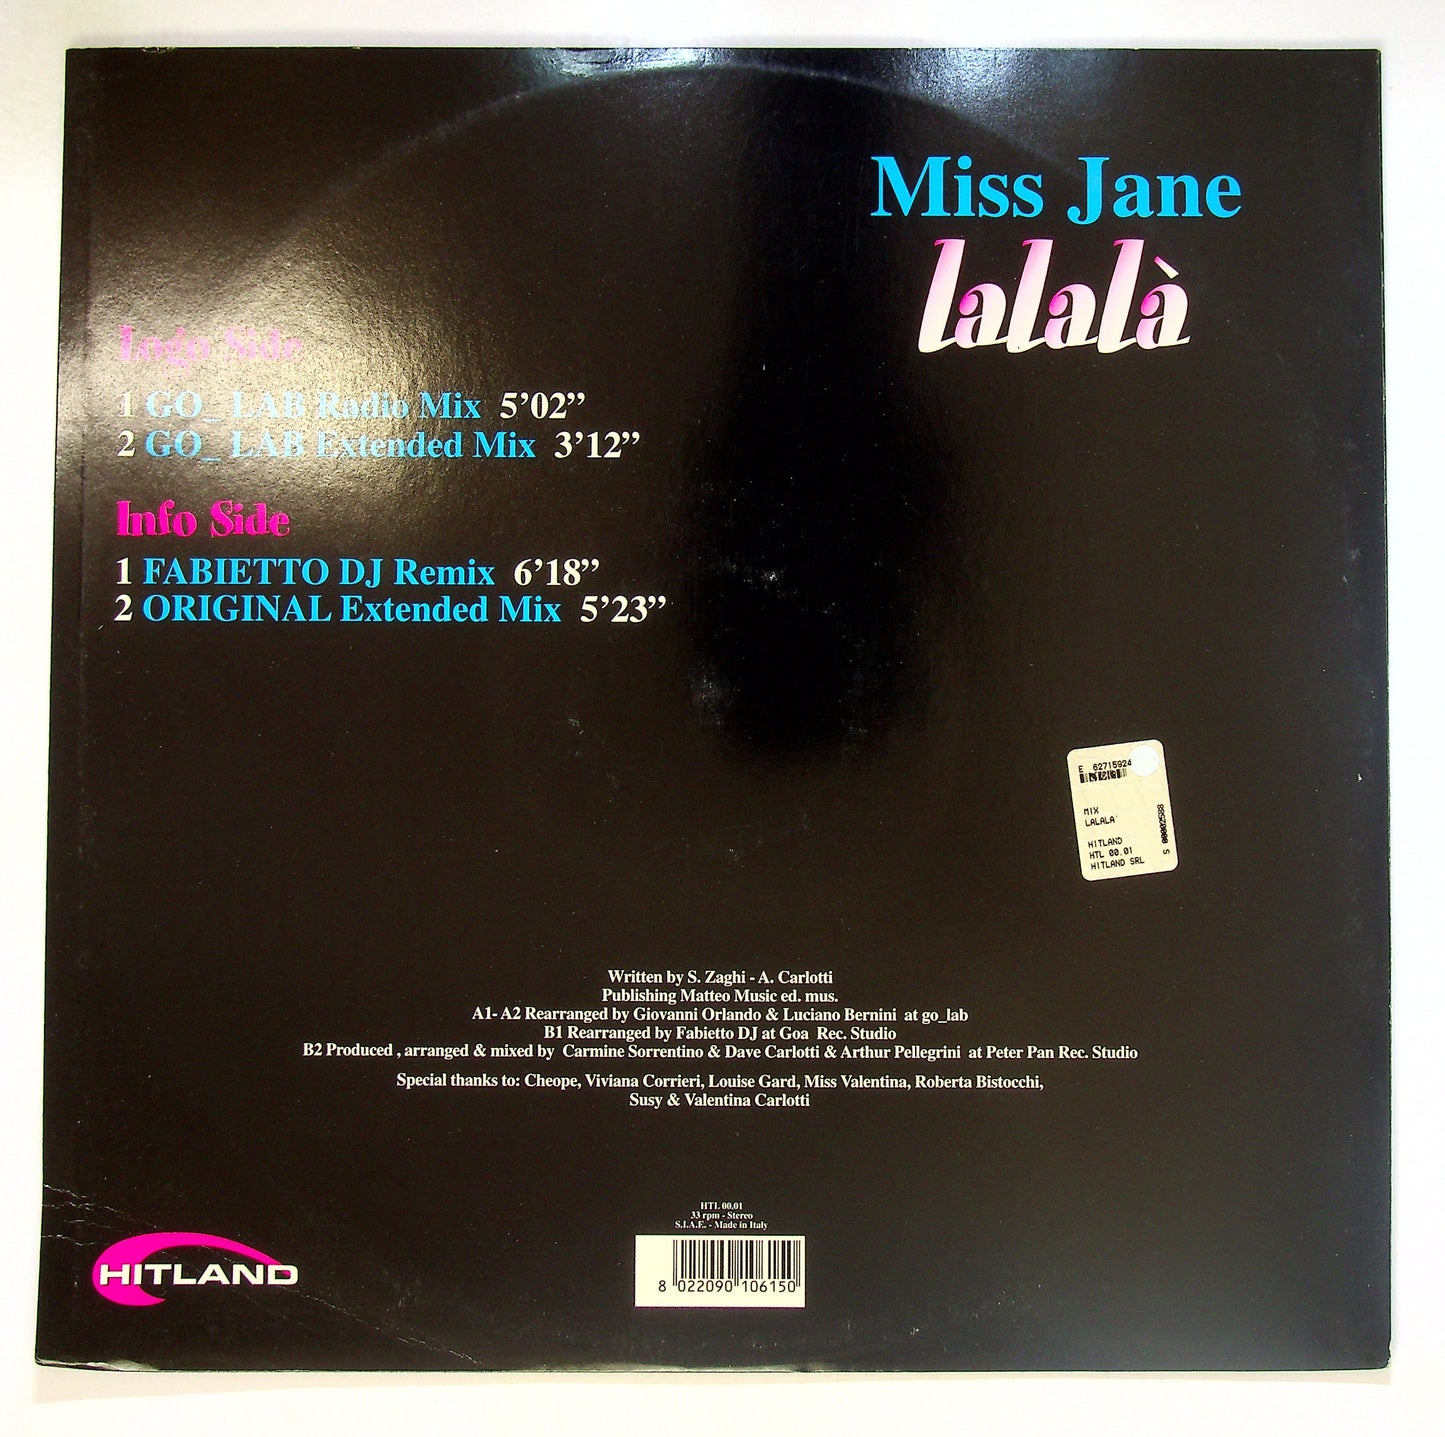 Miss Jane
lalalà
Logo Side
1 GO_ LAB Radio Mix 5’02”
2 GO_ LAB Extended Mix 3’12”
Info Side
1 FABIETTO DJ Remix 6’18”
2 ORIGINAL Extended Mix 5’23”
E 62715924
MIX
LALALA'
HITLAND
HTL 00.01
HITLAND SRL
S 00002588
Written by S. Zaghi - A. Carlotti
Publishing Matteo Music ed. mus.
A1- A2 Rearranged by Giovanni Orlando & Luciano Bernini at go_lab
B1 Rearranged by Fabietto DJ at Goa Rec. Studio
B2 Produced , arranged & mixed by Carmine Sorrentino & Dave Carlotti & Arthur Pellegrini at Peter Pan Rec. Studio
Special thanks to: Cheope, Viviana Corrieri, Louise Gard, Miss Valentina, Roberta Bistocchi,
Susy & Valentina Carlotti
HTL 00.01
33 rpm - Stereo
S.I.A.E. - Made in Italy
HITLAND
8 022090 106150